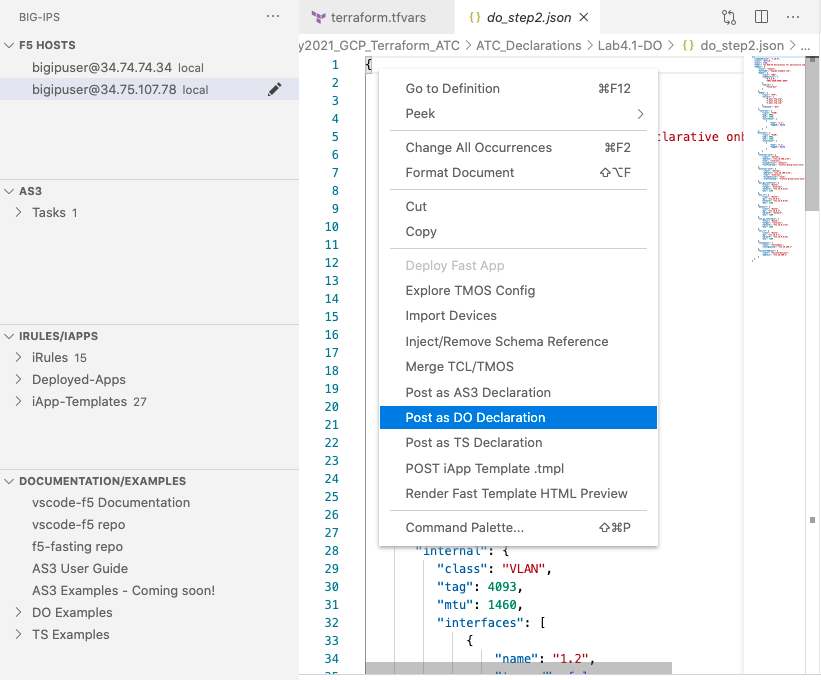 BIG-IPS
...
F5 HOSTS
bigipuser@34.74.74.34 local
bigipuser@34.75.107.78 local
AS3
Tasks 1
IRULES/IAPPS
iRules 15
Deployed-Apps
iApp-Templates 27
DOCUMENTATION/EXAMPLES
vscode-f5 Documentation
vscode-f5 repo
f5-fasting repo
AS3 User Guide
AS3 Examples - Coming soon!
DO Examples
TS Examples
terraform.tfvars
{} do_step2.json ×
...
y2021_GCP_Terraform_ATC > ATC_Declarations > Lab4.1-DO > {} do_step2.json > ...
1 {
2
3
4
5 clarative onb
6
7
8
9
10
11
12
13
14
15
16
17
18
19
20
21
22
23
24
25
26
27
28 "internal": {
29 "class": "VLAN",
30 "tag": 4093,
31 "mtu": 1460,
32 "interfaces": [
33 {
34 "name": "1.2",
35
Go to Definition ⌘F12
Peek >
Change All Occurrences ⌘F2
Format Document ⇧⌥F
Cut
Copy
Deploy Fast App
Explore TMOS Config
Import Devices
Inject/Remove Schema Reference
Merge TCL/TMOS
Post as AS3 Declaration
Post as DO Declaration
Post as TS Declaration
POST iApp Template .tmpl
Render Fast Template HTML Preview
Command Palette... ⇧⌘P